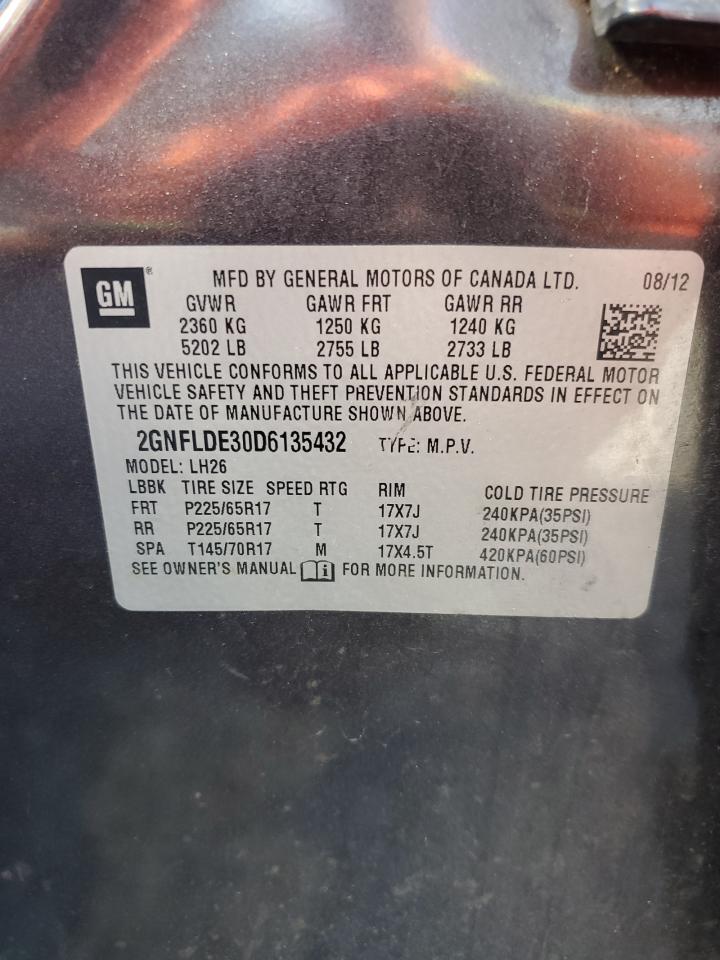 GM ® MFD BY GENERAL MOTORS OF CANADA LTD. 08/12
GVWR GAWR FRT GAWR RR
2360 KG 1250 KG 1240 KG
5202 LB 2755 LB 2733 LB
THIS VEHICLE CONFORMS TO ALL APPLICABLE U.S. FEDERAL MOTOR
VEHICLE SAFETY AND THEFT PREVENTION STANDARDS IN EFFECT ON
THE DATE OF MANUFACTURE SHOWN ABOVE.
2GNFLDE30D6135432 TYPE: M.P.V.
MODEL: LH26
LBBK TIRE SIZE SPEED RTG RIM COLD TIRE PRESSURE
FRT P225/65R17 T 17X7J 240KPA(35PSI)
RR P225/65R17 T 17X7J 240KPA(35PSI)
SPA T145/70R17 M 17X4.5T 420KPA(60PSI)
SEE OWNER'S MANUAL i FOR MORE INFORMATION.